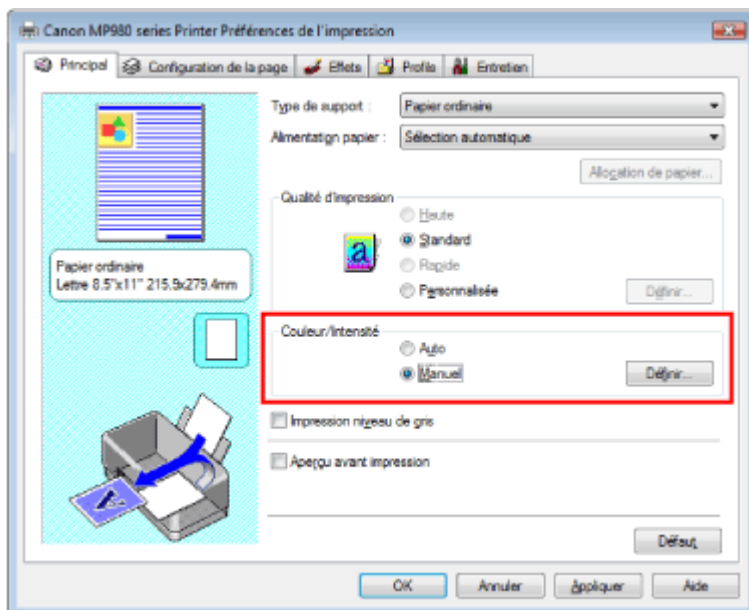 Canon MP980 series Printer Préférences de l'impression
Principal Configuration de la page Effets Profils Entretien
Type de support : Papier ordinaire
Alimentation papier : Sélection automatique
Allocation de papier...
Qualité d'impression
Haute
Standard
Rapide
Personnalisée Définir...
Papier ordinaire
Lettre 8.5"x11" 215.9x279.4mm
Couleur/Intensité
Auto
Manuel Définir...
Impression niveau de gris
Aperçu avant impression
Défaut
OK Annuler Appliquer Aide